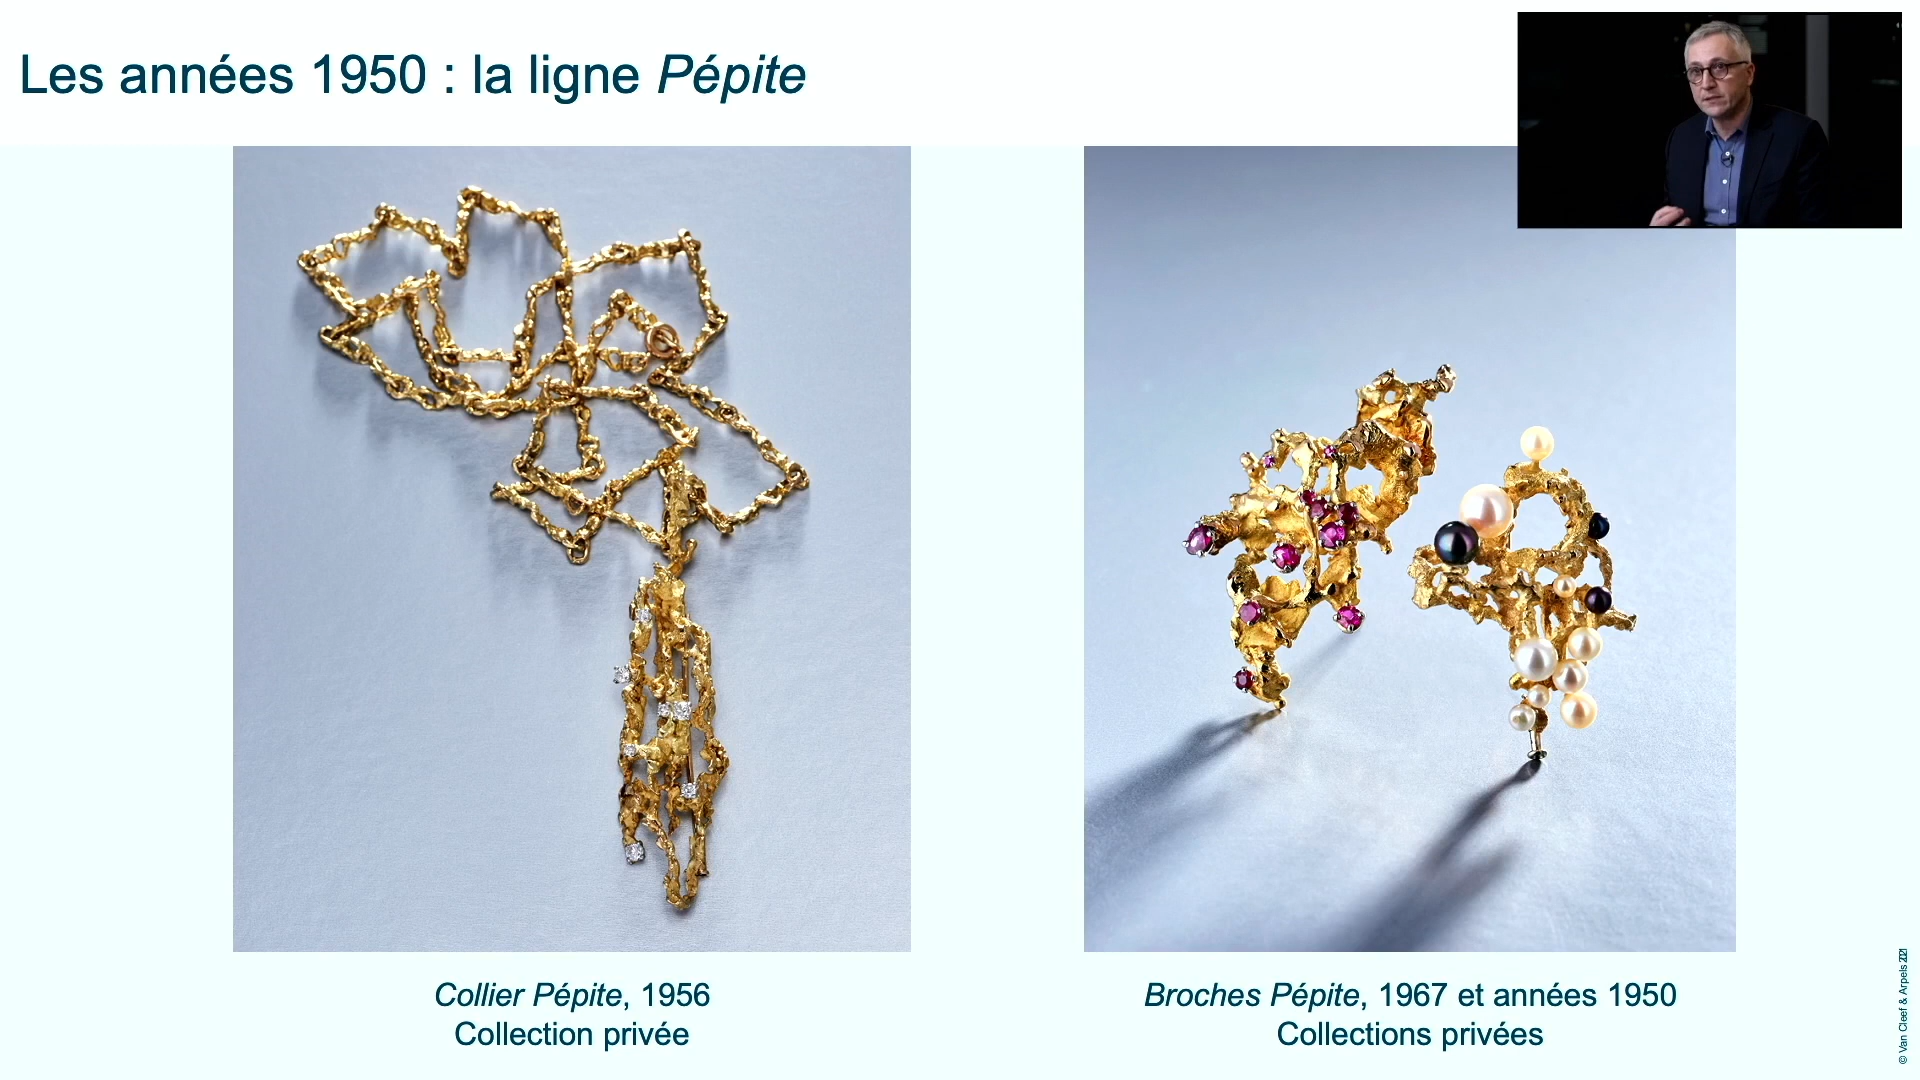 Les années 1950 : la ligne Pépite
Collier Pépite, 1956
Collection privée
Broches Pépite, 1967 et années 1950
Collections privées
© Van Cleef & Arpels